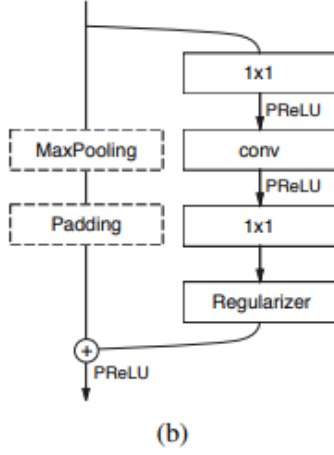 1x1
PReLU
MaxPooling
conv
PReLU
Padding
1x1
Regularizer
+
PReLU
(b)